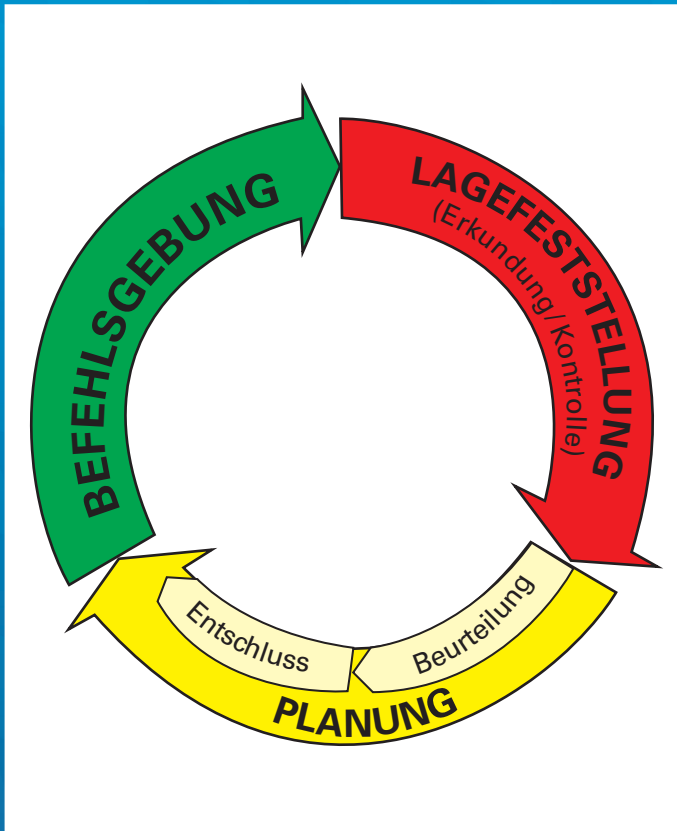 LAGEFESTSTELLUNG
(Erkundung/Kontrolle)
Beurteilung
Entschluss
PLANUNG
BEFEHLSGEBUNG